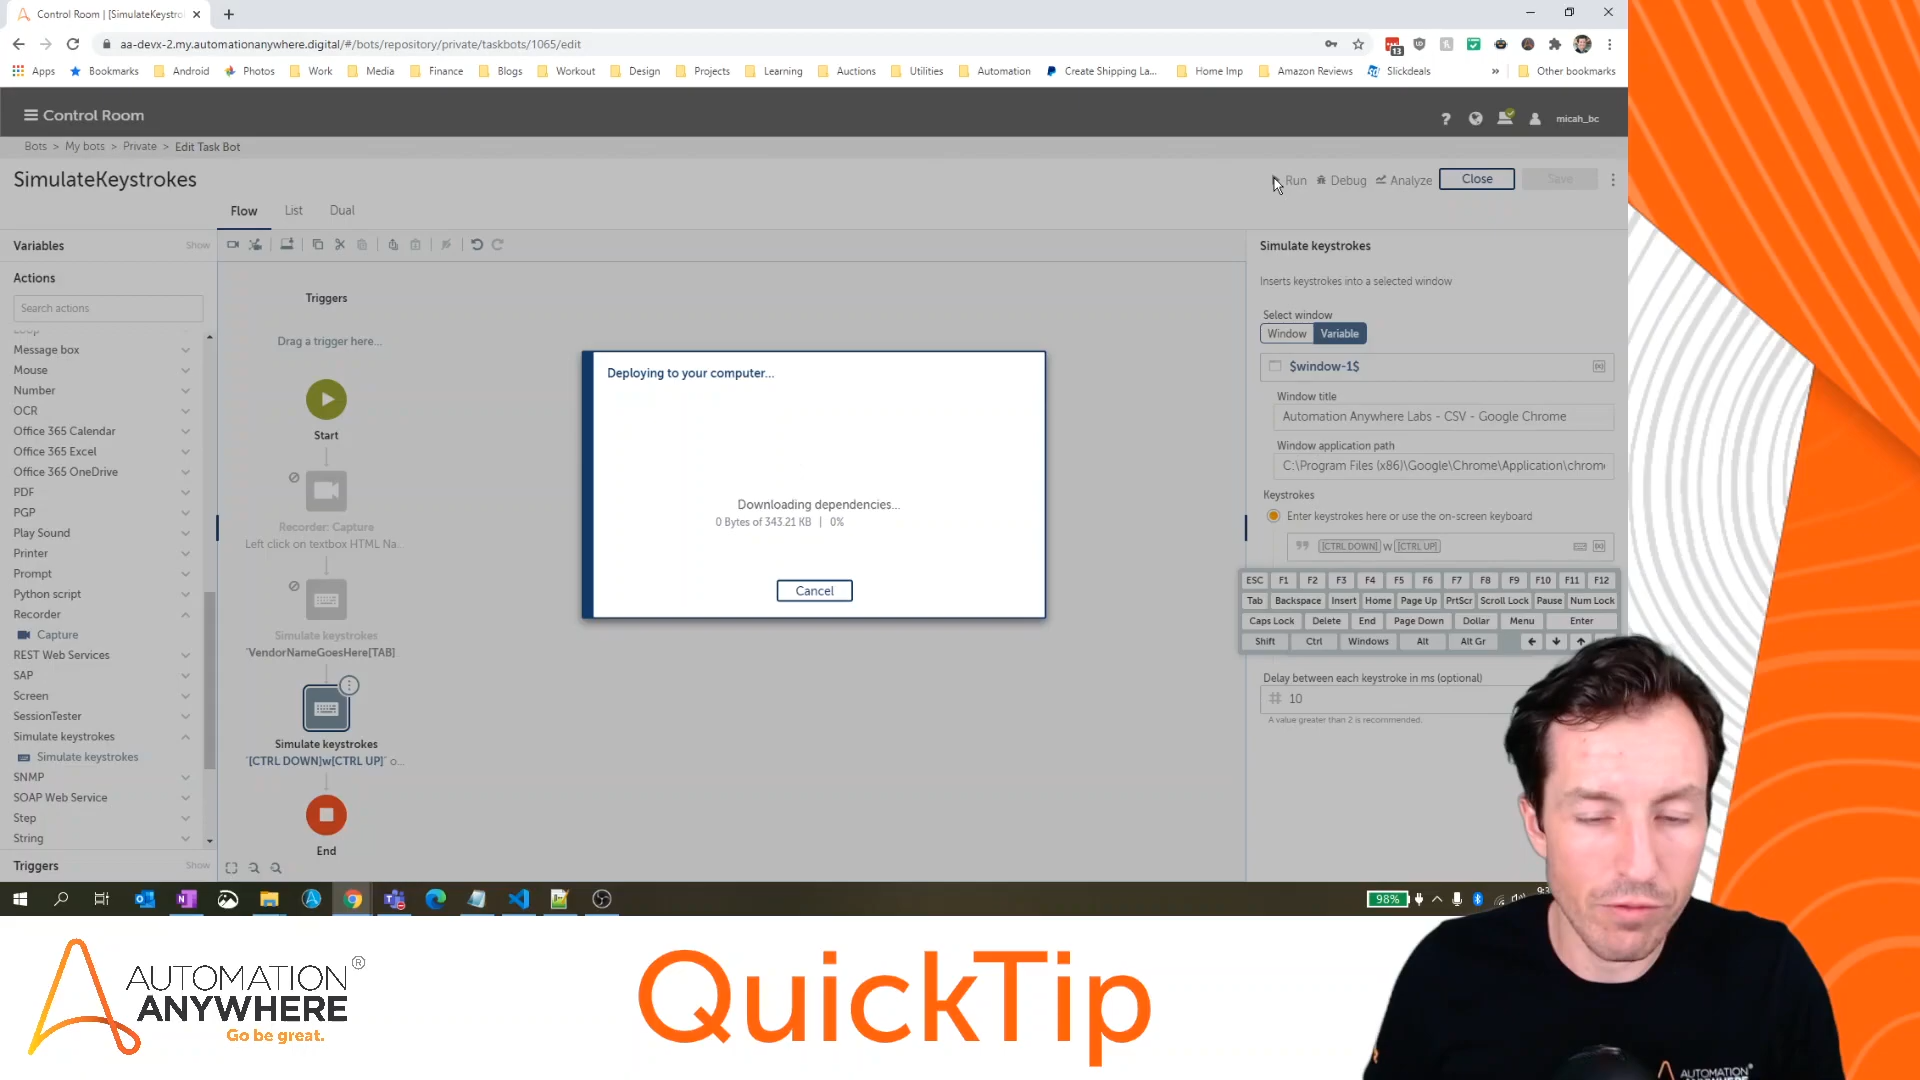 Control Room | [SimulateKeystro
aa-devx-2.my.automationanywhere.digital/#/bots/repository/private/taskbots/1065/edit
13
Apps
Bookmarks
Android
Photos
Work
Media
Finance
Blogs
Workout
Design
Projects
Learning
Auctions
Utilities
Automation
Create Shipping La...
Home Imp
Amazon Reviews
Slickdeals
»
Other bookmarks
Control Room
?
micah_bc
Bots > My bots > Private > Edit Task Bot
SimulateKeystrokes
Run
Debug
Analyze
Close
Save
Flow
List
Dual
Variables
Show
Actions
Search actions
Loop
Message box
Mouse
Number
OCR
Office 365 Calendar
Office 365 Excel
Office 365 OneDrive
PDF
PGP
Play Sound
Printer
Prompt
Python script
Recorder
Capture
REST Web Services
SAP
Screen
SessionTester
Simulate keystrokes
Simulate keystrokes
SNMP
SOAP Web Service
Step
String
Triggers
Show
Triggers
Drag a trigger here...
Start
Recorder: Capture
Left click on textbox HTML Na...
Simulate keystrokes
"VendorNameGoesHere[TAB]
Simulate keystrokes
"[CTRL DOWN]w[CTRL UP]" o...
End
Deploying to your computer...
Downloading dependencies...
0 Bytes of 343.21 KB | 0%
Cancel
Simulate keystrokes
Inserts keystrokes into a selected window
Select window
Window
Variable
$window-1$
Window title
Automation Anywhere Labs - CSV - Google Chrome
Window application path
C:\Program Files (x86)\Google\Chrome\Application\chrome
Keystrokes
Enter keystrokes here or use the on-screen keyboard
[CTRL DOWN] w [CTRL UP]
ESC F1 F2 F3 F4 F5 F6 F7 F8 F9 F10 F11 F12
Tab Backspace Insert Home Page Up PrtScr Scroll Lock Pause Num Lock
Caps Lock Delete End Page Down Dollar Menu Enter
Shift Ctrl Windows Alt Alt Gr
Delay between each keystroke in ms (optional)
10
A value greater than 2 is recommended.
98%
AUTOMATION
ANYWHERE
®
Go be great.
QuickTip
AUTOMATION